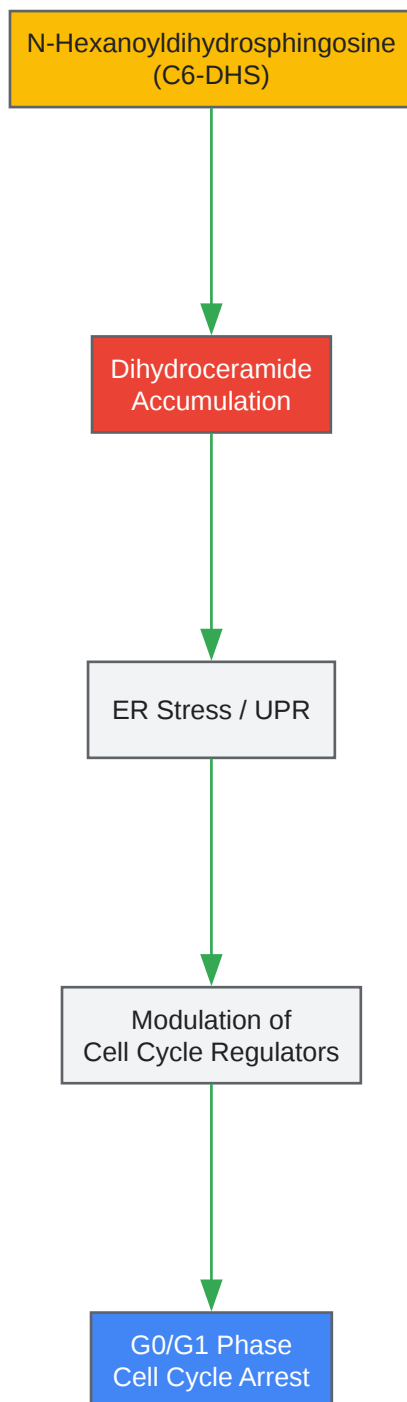 N-Hexanoyldihydrosphingosine
(C6-DHS)
Dihydroceramide
Accumulation
ER Stress / UPR
Modulation of
Cell Cycle Regulators
G0/G1 Phase
Cell Cycle Arrest